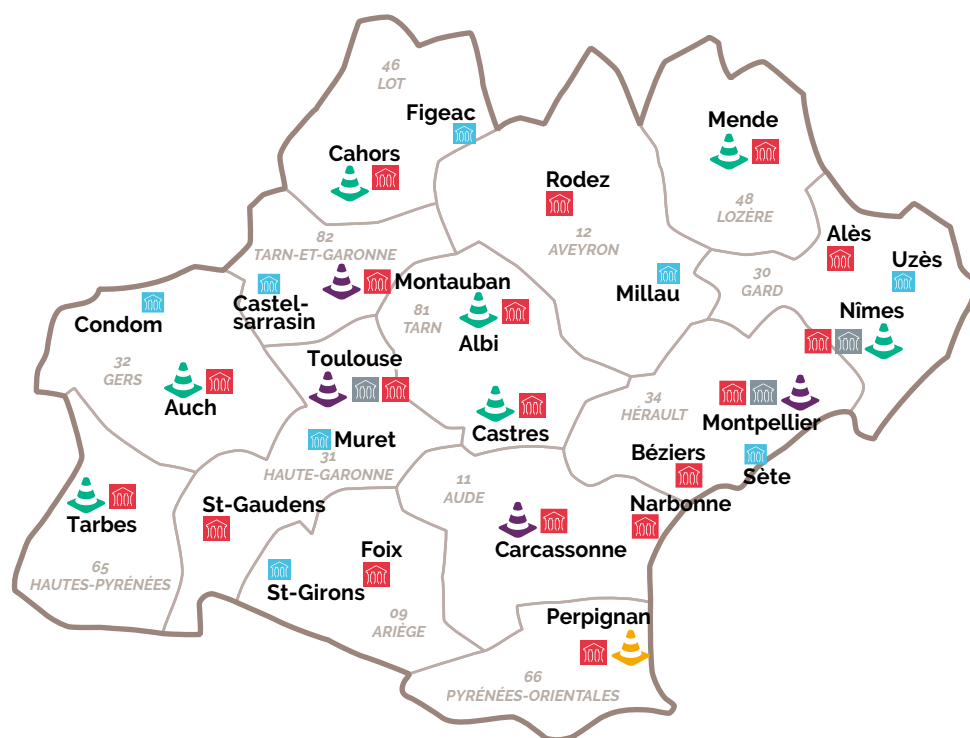 46
LOT
Figeac
Cahors
Mende
Rodez
48
LOZÈRE
12
AVEYRON
82
TARN-ET-GARONNE
Alès
Uzès
30
GARD
Montauban
Castel-
sarrasin
Millau
Condom
81
TARN
Albi
Nîmes
32
GERS
Toulouse
Auch
34
HÉRAULT
Montpellier
Castres
Muret
31
HAUTE-GARONNE
Béziers
Sète
11
AUDE
St-Gaudens
Narbonne
Tarbes
Carcassonne
65
HAUTES-PYRÉNÉES
Foix
St-Girons
09
ARIÈGE
Perpignan
66
PYRÉNÉES-ORIENTALES